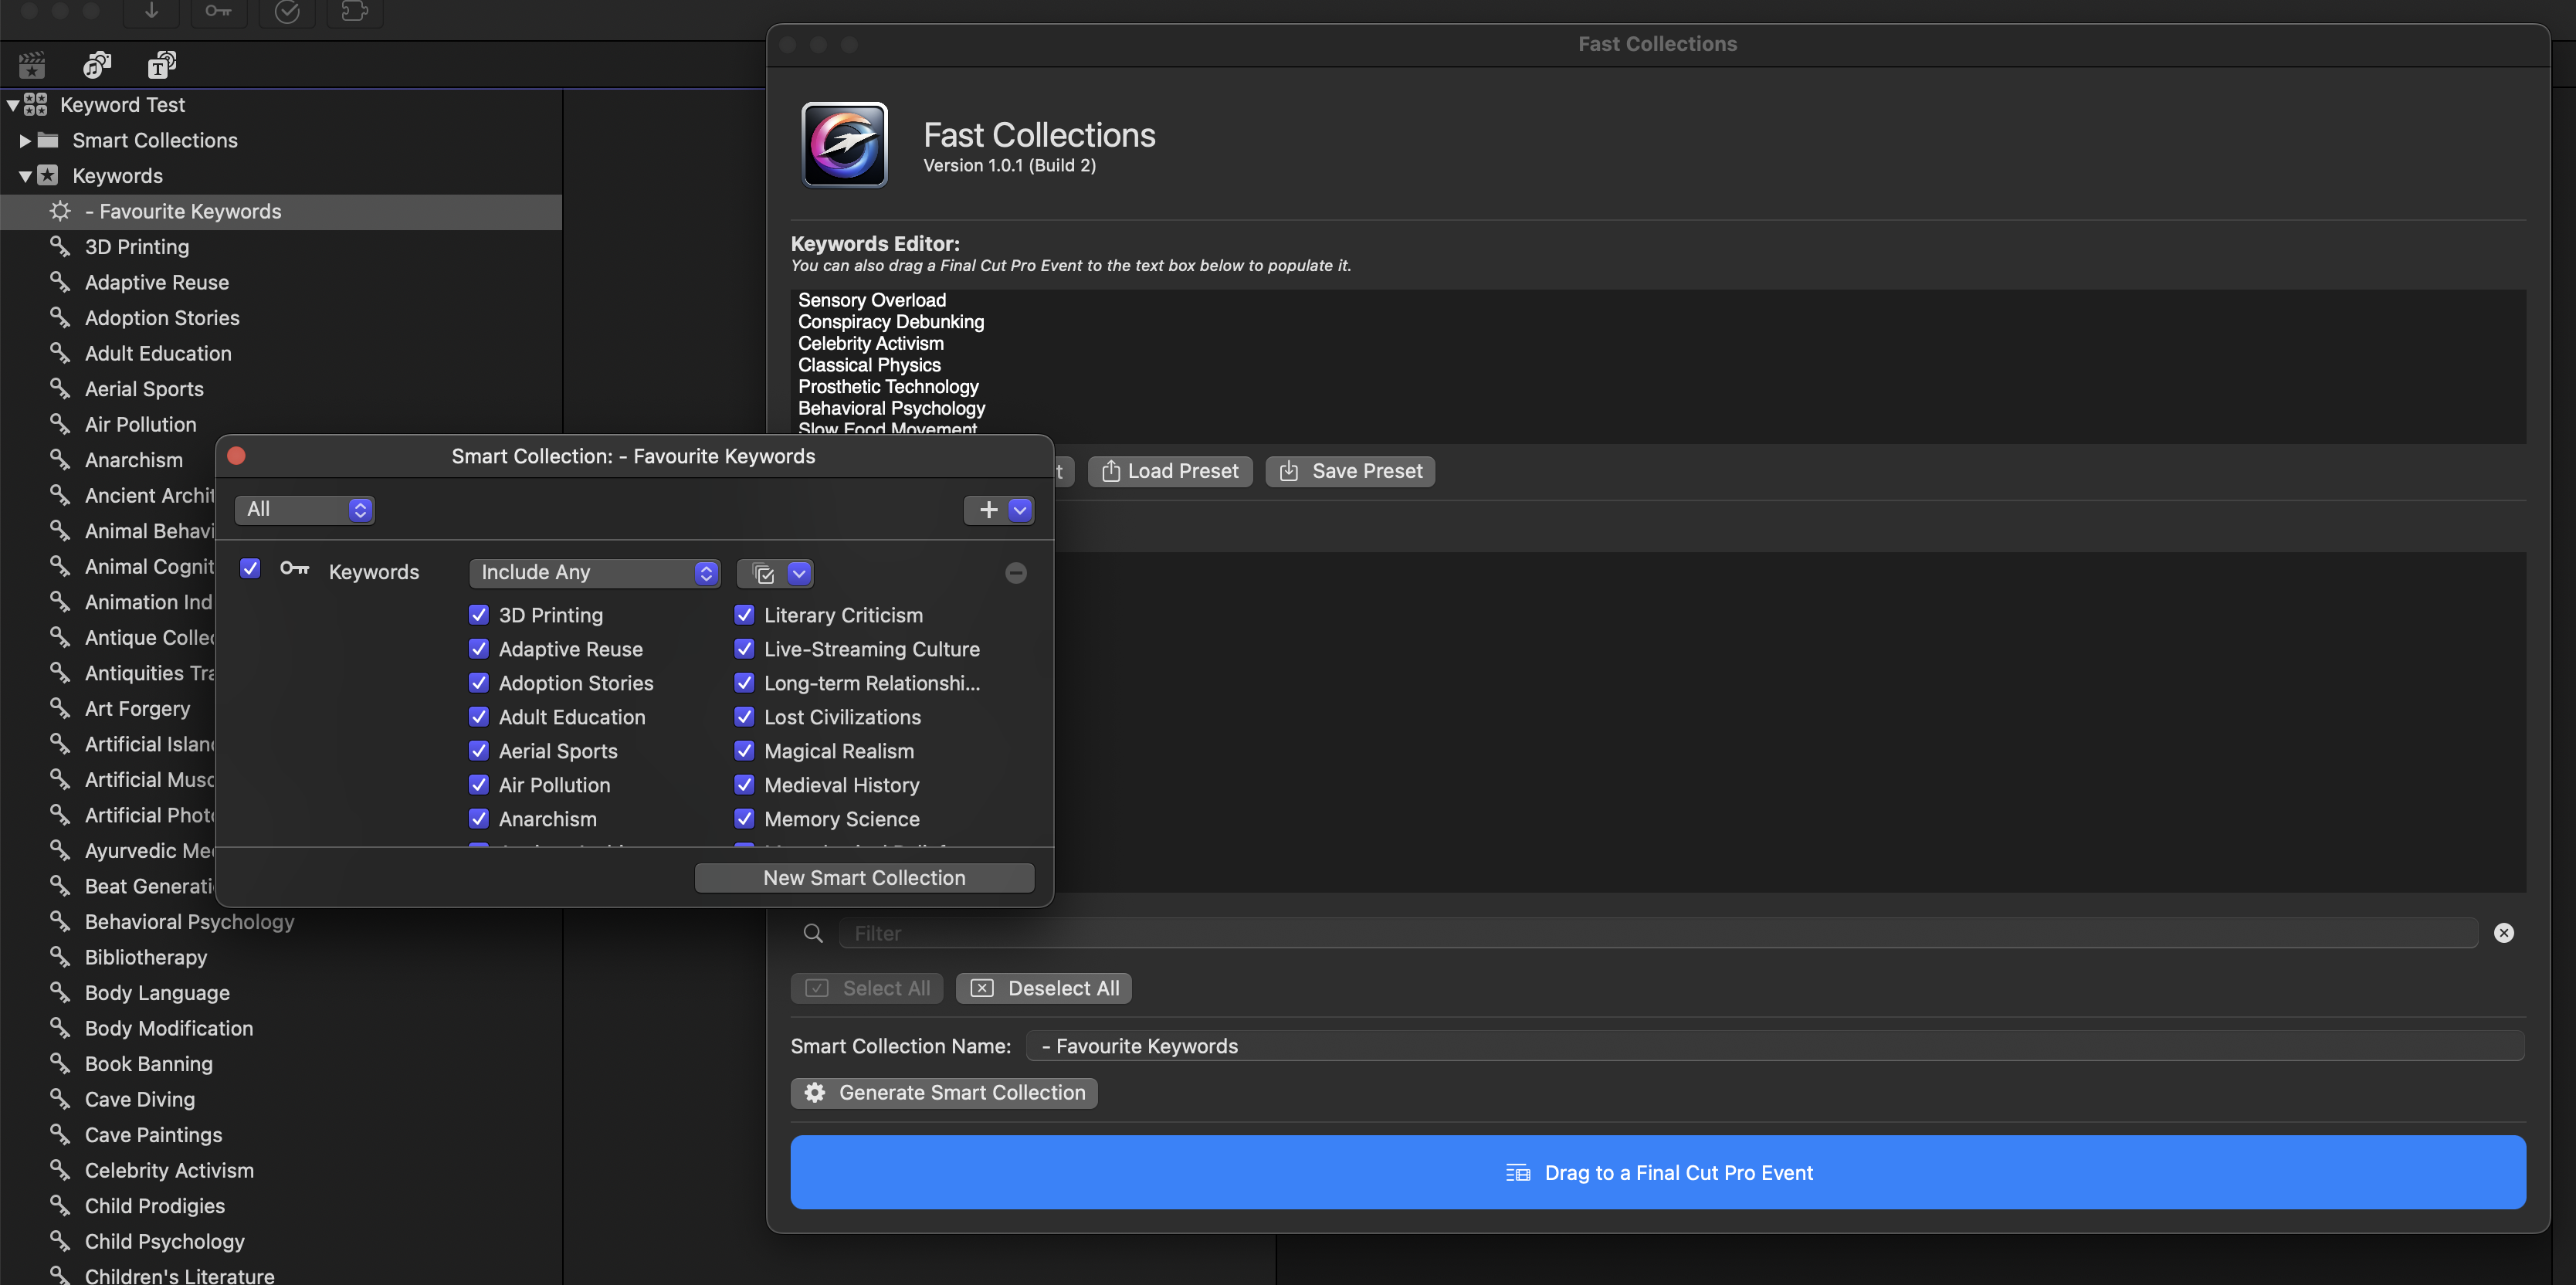 Keyword Test
Smart Collections
Keywords
- Favourite Keywords
3D Printing
Adaptive Reuse
Adoption Stories
Adult Education
Aerial Sports
Air Pollution
Anarchism
Ancient Archit
Animal Behavi
Animal Cognit
Animation Ind
Antique Collec
Antiquities Tra
Art Forgery
Artificial Island
Artificial Musc
Artificial Photo
Ayurvedic Med
Beat Generati
Behavioral Psychology
Bibliotherapy
Body Language
Body Modification
Book Banning
Cave Diving
Cave Paintings
Celebrity Activism
Child Prodigies
Child Psychology
Children's Literature
Smart Collection: - Favourite Keywords
All
Keywords
Include Any
3D Printing
Adaptive Reuse
Adoption Stories
Adult Education
Aerial Sports
Air Pollution
Anarchism
Literary Criticism
Live-Streaming Culture
Long-term Relationshi...
Lost Civilizations
Magical Realism
Medieval History
Memory Science
New Smart Collection
Fast Collections
Fast Collections
Version 1.0.1 (Build 2)
Keywords Editor:
You can also drag a Final Cut Pro Event to the text box below to populate it.
Sensory Overload
Conspiracy Debunking
Celebrity Activism
Classical Physics
Prosthetic Technology
Behavioral Psychology
Slow Food Movement
t
Load Preset
Save Preset
Filter
Select All
Deselect All
Smart Collection Name:
- Favourite Keywords
Generate Smart Collection
Drag to a Final Cut Pro Event